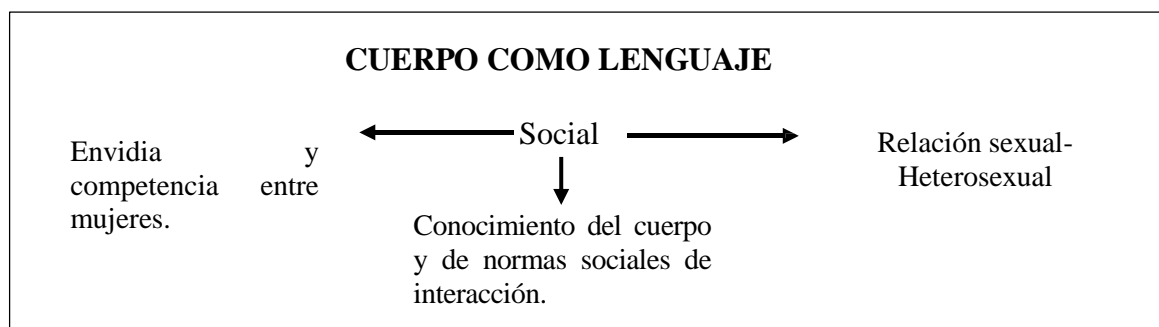 CUERPO COMO LENGUAJE
Social
Envidia y
competencia entre
mujeres.
Relación sexual-
Heterosexual
Conocimiento del cuerpo
y de normas sociales de
interacción.